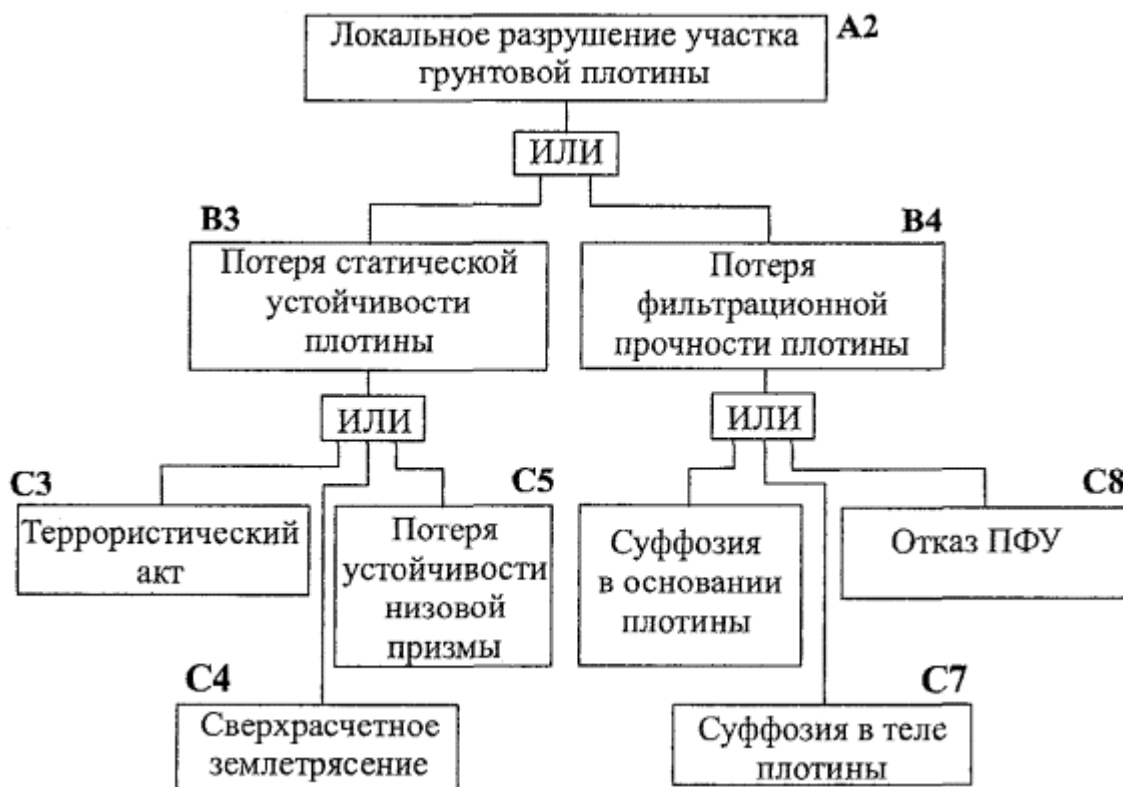 A2
Локальное разрушение участка
грунтовой плотины
ИЛИ
B3
B4
Потеря статической
устойчивости
плотины
Потеря
фильтрационной
прочности плотины
ИЛИ
ИЛИ
C3
C5
C8
Террористический
акт
Потеря
устойчивости
низовой
призмы
Суффозия
в основании
плотины
Отказ ПФУ
C4
C7
Сверхрасчетное
землетрясение
Суффозия в теле
плотины